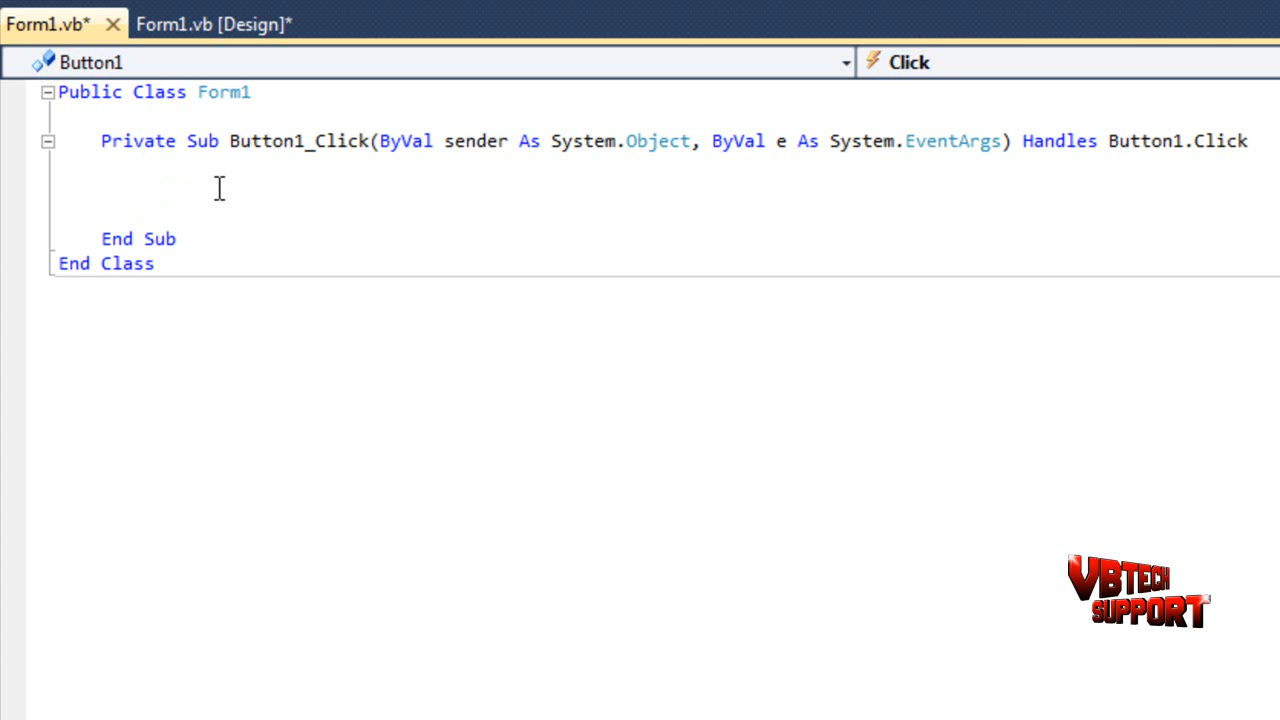 Form1.vb* Form1.vb [Design]*
Button1 Click
Public Class Form1
Private Sub Button1_Click(ByVal sender As System.Object, ByVal e As System.EventArgs) Handles Button1.Click
End Sub
End Class
VBTECH
SUPPORT